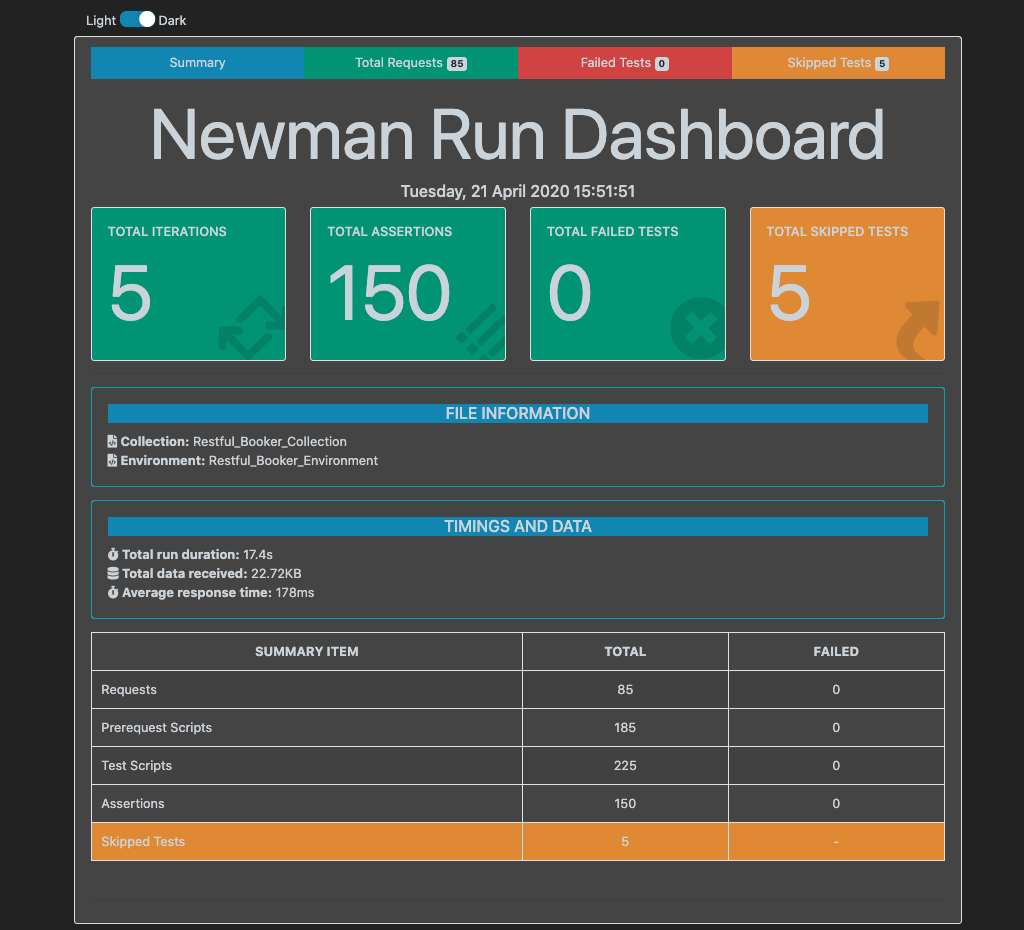 Light Dark
Summary Total Requests 85 Failed Tests 0 Skipped Tests 5
Newman Run Dashboard
Tuesday, 21 April 2020 15:51:51
TOTAL ITERATIONS TOTAL ASSERTIONS TOTAL FAILED TESTS TOTAL SKIPPED TESTS
5 150 0 5
FILE INFORMATION
Collection: Restful_Booker_Collection
Environment: Restful_Booker_Environment
TIMINGS AND DATA
Total run duration: 17.4s
Total data received: 22.72KB
Average response time: 178ms
SUMMARY ITEM TOTAL FAILED
Requests 85 0
Prerequest Scripts 185 0
Test Scripts 225 0
Assertions 150 0
Skipped Tests 5 -